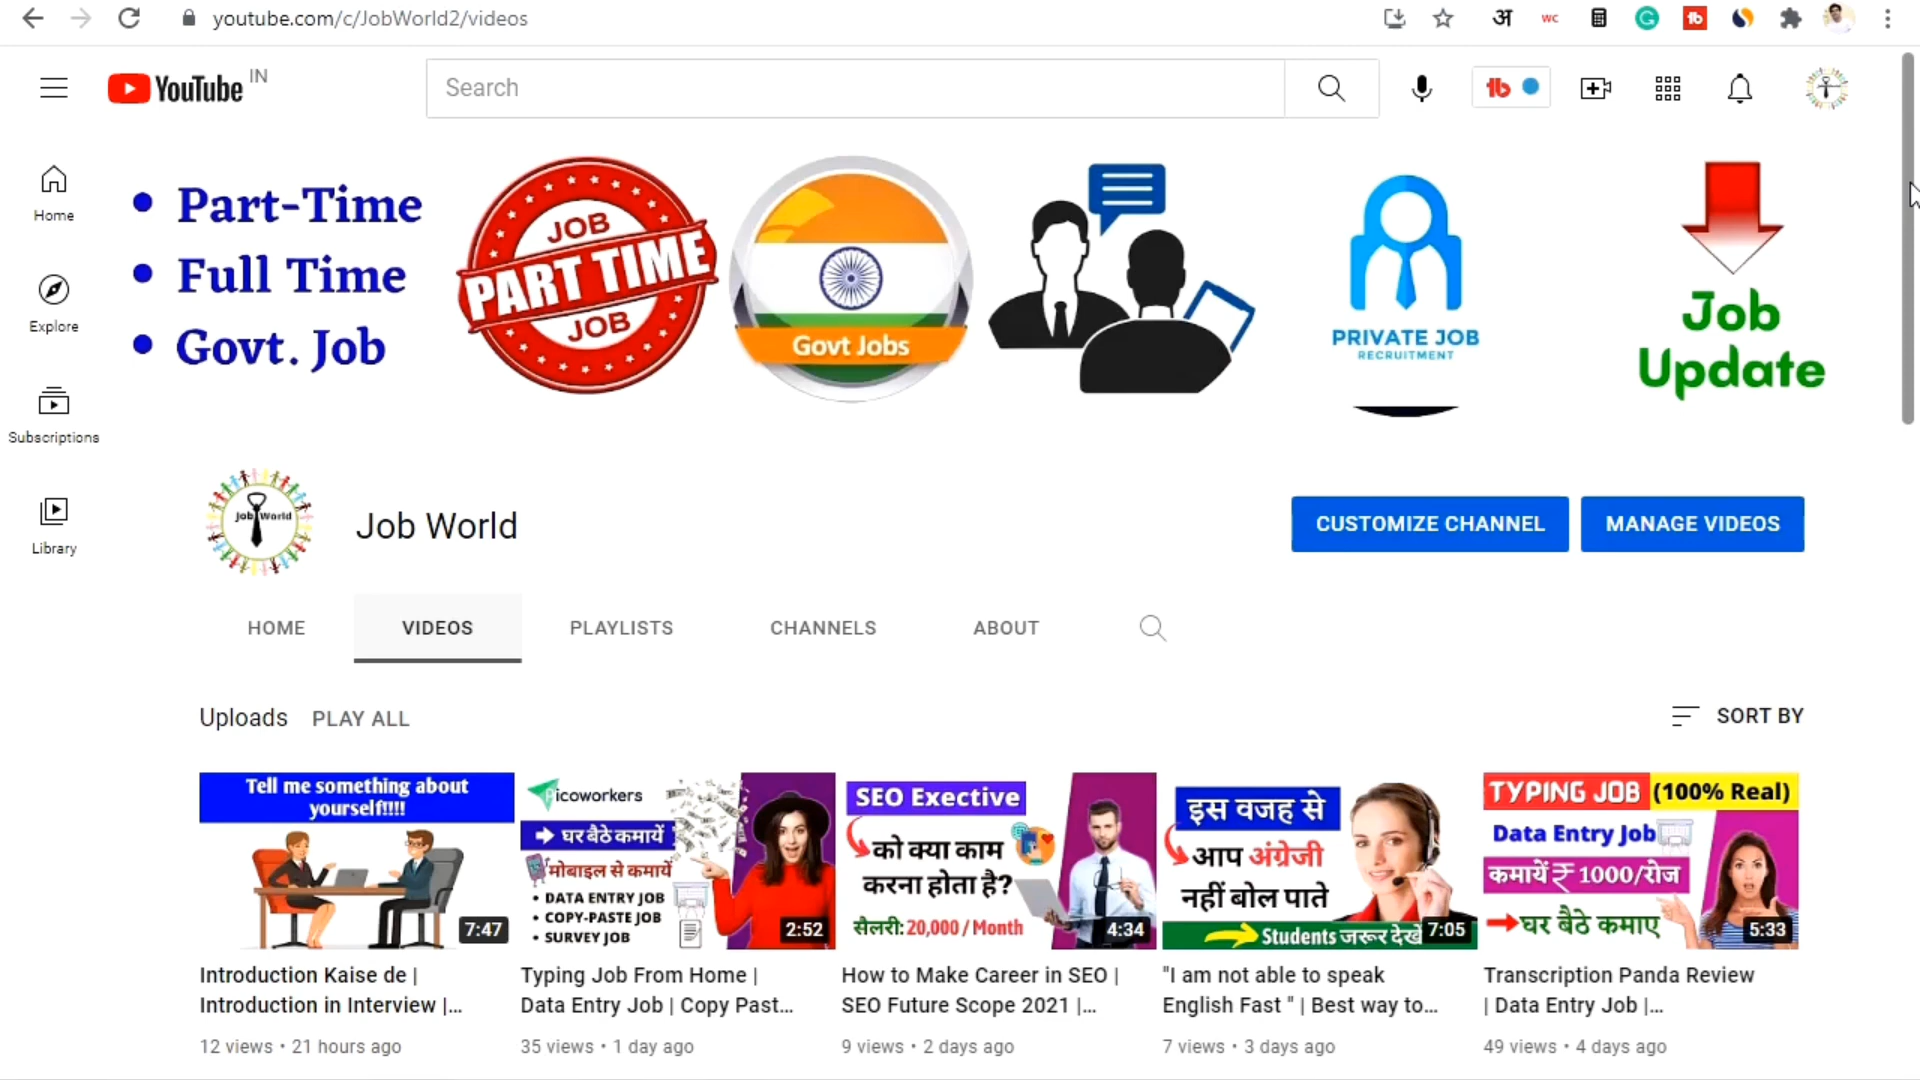 youtube.com/c/JobWorld2/videos
अ
WC
YouTube IN
Search
Home
Explore
Subscriptions
Library
• Part-Time
• Full Time
• Govt. Job
JOB
PART TIME
JOB
Govt Jobs
PRIVATE JOB
RECRUITMENT
Job
Update
Job World
Job World
CUSTOMIZE CHANNEL
MANAGE VIDEOS
HOME
VIDEOS
PLAYLISTS
CHANNELS
ABOUT
Uploads
PLAY ALL
SORT BY
Tell me something about
yourself!!!!
7:47
Introduction Kaise de |
Introduction in Interview |...
12 views • 21 hours ago
picoworkers
घर बैठे कमायें
मोबाइल से कमायें
• DATA ENTRY JOB
• COPY-PASTE JOB
• SURVEY JOB
2:52
Typing Job From Home |
Data Entry Job | Copy Past...
35 views • 1 day ago
SEO Exective
को क्या काम
करना होता है?
सैलरी: 20,000 / Month
4:34
How to Make Career in SEO |
SEO Future Scope 2021 |...
9 views • 2 days ago
इस वजह से
आप अंग्रेजी
नहीं बोल पाते
Students जरूर देखें
7:05
"I am not able to speak
English Fast " | Best way to...
7 views • 3 days ago
TYPING JOB (100% Real)
Data Entry Job
कमायें ₹ 1000/रोज
घर बैठे कमाए
5:33
Transcription Panda Review
| Data Entry Job |...
49 views • 4 days ago